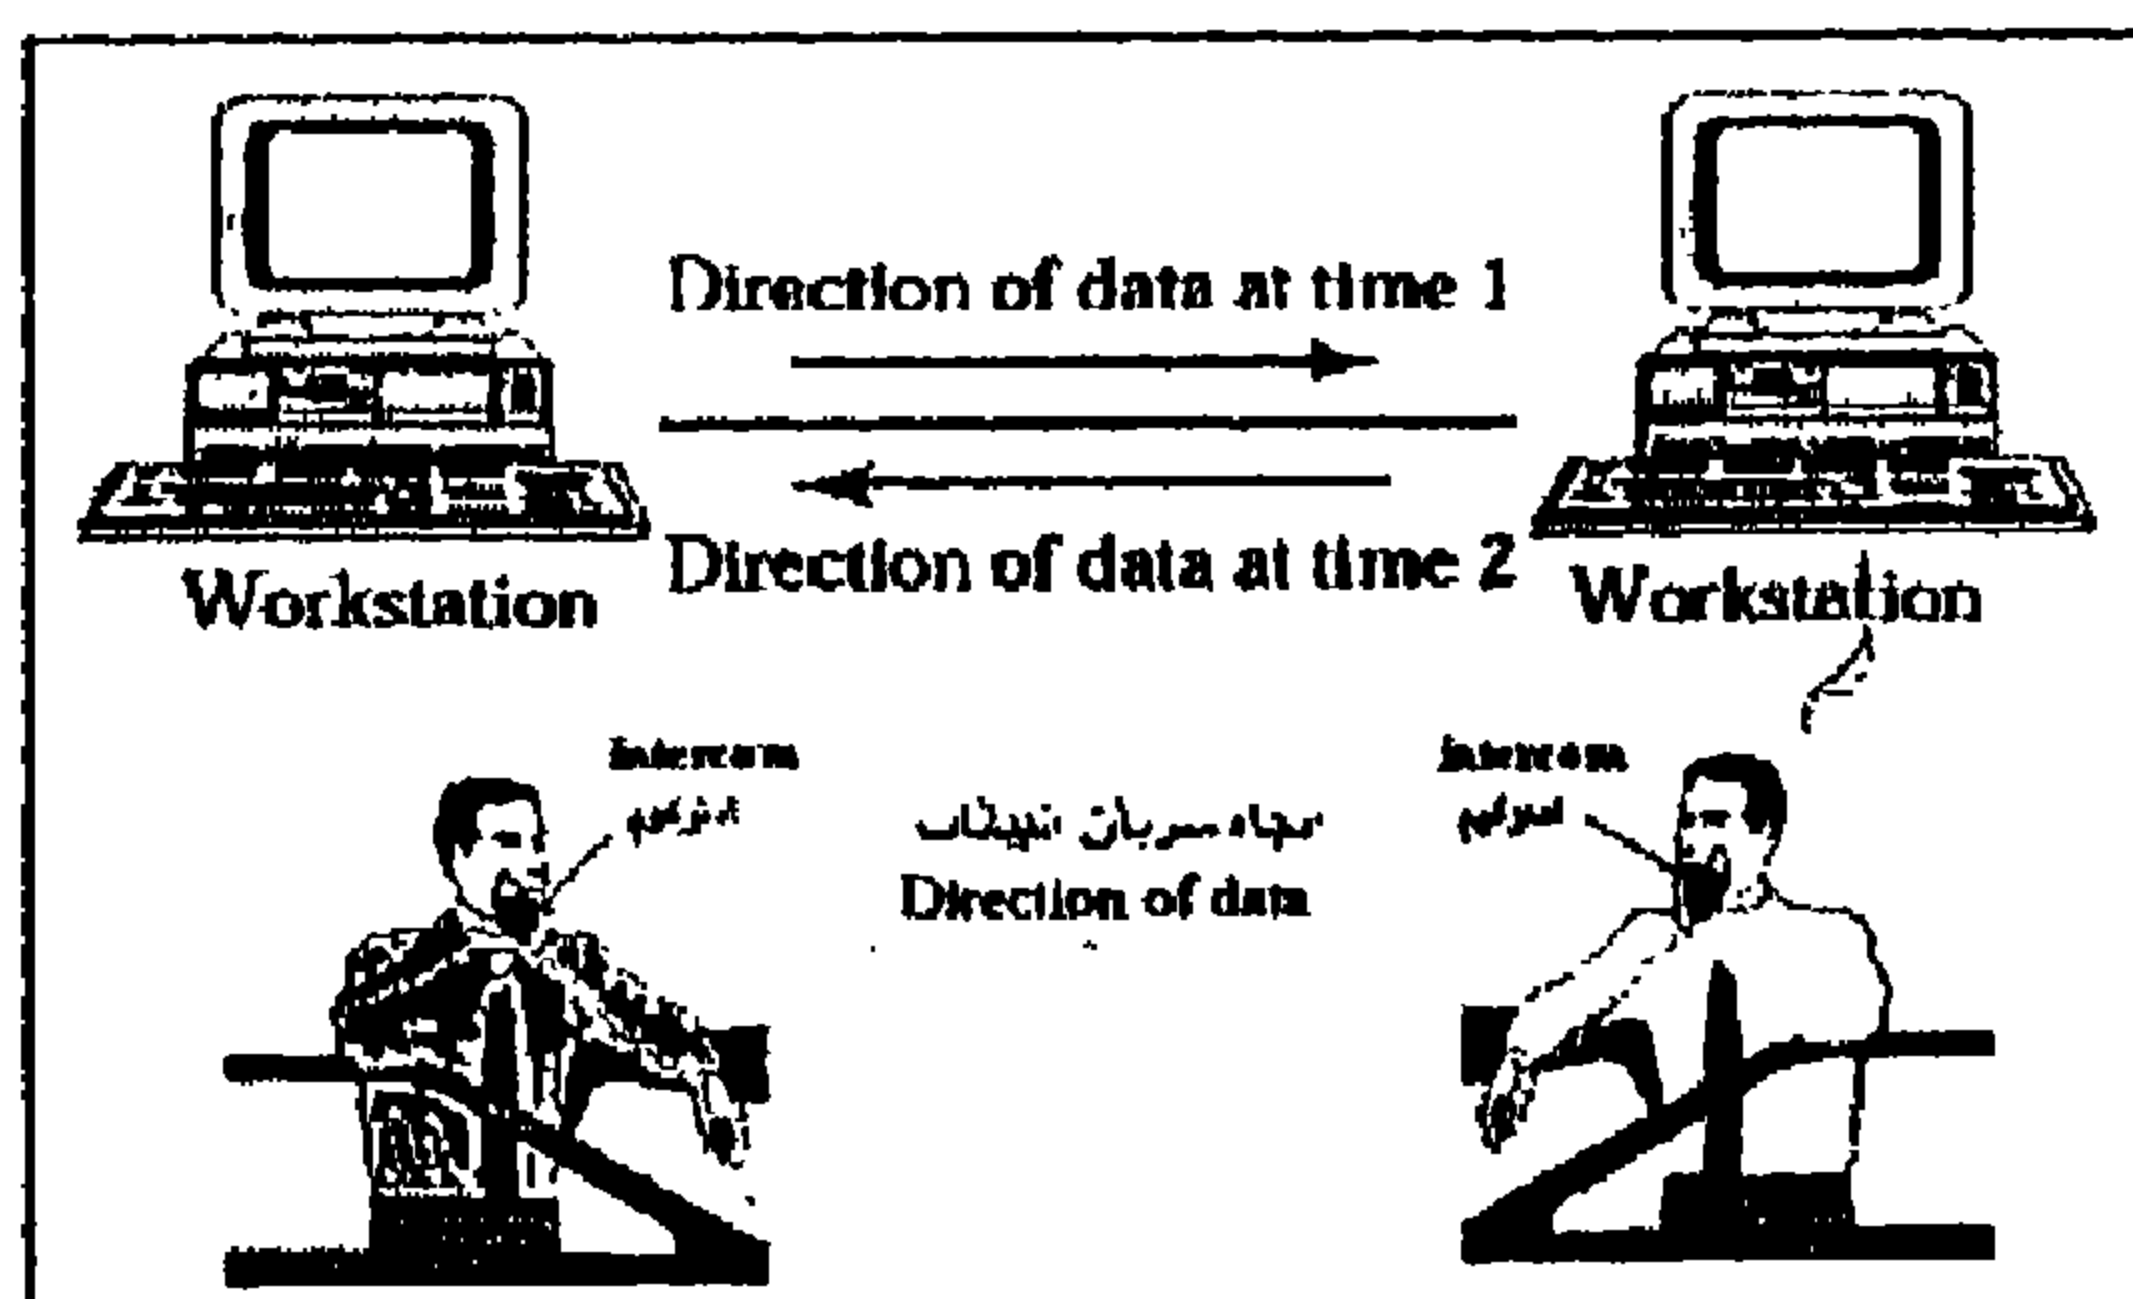 Direction of data at time 1
Direction of data at time 2
Workstation
Workstation
Intercom
Intercom
Direction of data